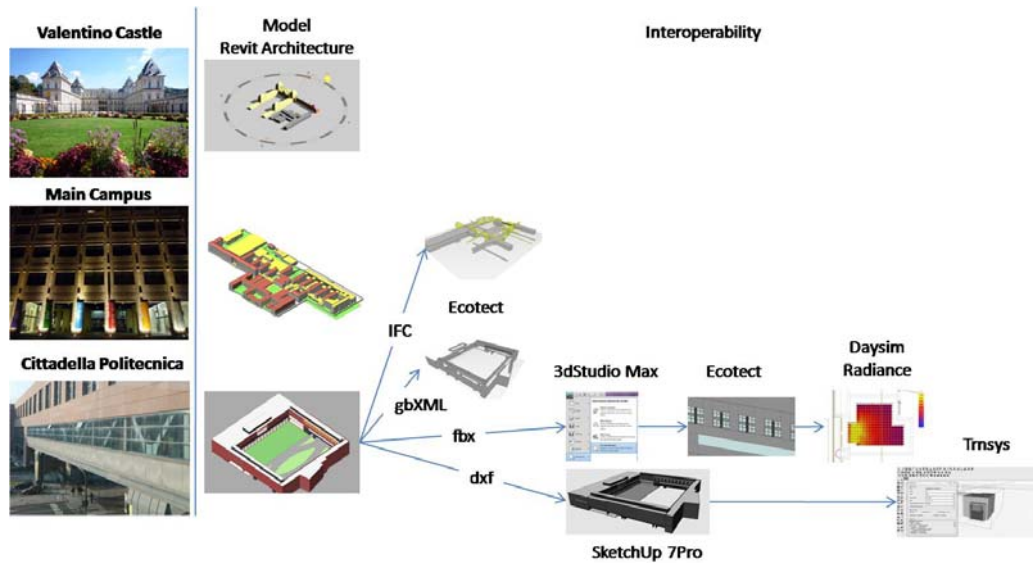 Valentino Castle
Model
Revit Architecture
Interoperability
Main Campus
Ecotect
IFC
Cittadella Politecnica
gbXML
3dStudio Max
Ecotect
Daysim
Radiance
fbx
Trnsys
dxf
SketchUp 7Pro